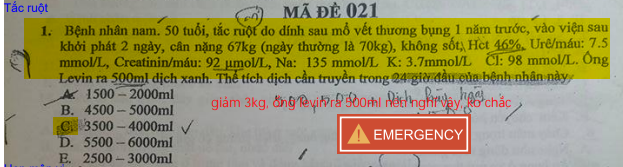 Tắc ruột
MÃ ĐỀ 021
1. Bệnh nhân nam. 50 tuổi, tắc ruột do dính sau mổ vết thương bụng 1 năm trước, vào viện sau
khởi phát 2 ngày, cân nặng 67kg (ngày thường là 70kg), không sốt, Hct 46%. Urê/máu: 7.5
mmol/L, Creatinin/máu: 92 µmol/L, Na: 135 mmol/L K: 3.7mmol/L Cl: 98 mmol/L. Ông
Levin ra 500ml dịch xanh. Thể tích dịch cần truyền trong 24 giờ đầu của bệnh nhân này
A. 1500 – 2000ml
giảm 3kg, ông levin ra 500ml nên nghĩ vậy, ko chắc
B. 4500 – 5000ml
C. 3500 – 4000ml
D. 5500 – 6000ml
E. 2500 – 3000ml
EMERGENCY